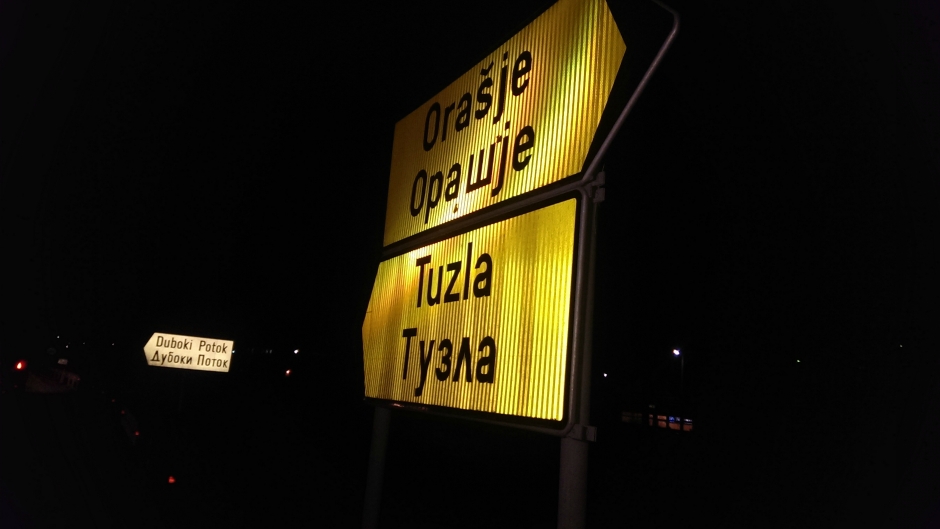 Orašje
Орашје
Tuzla
Тузла
Duboki Potok
Дубоки Поток